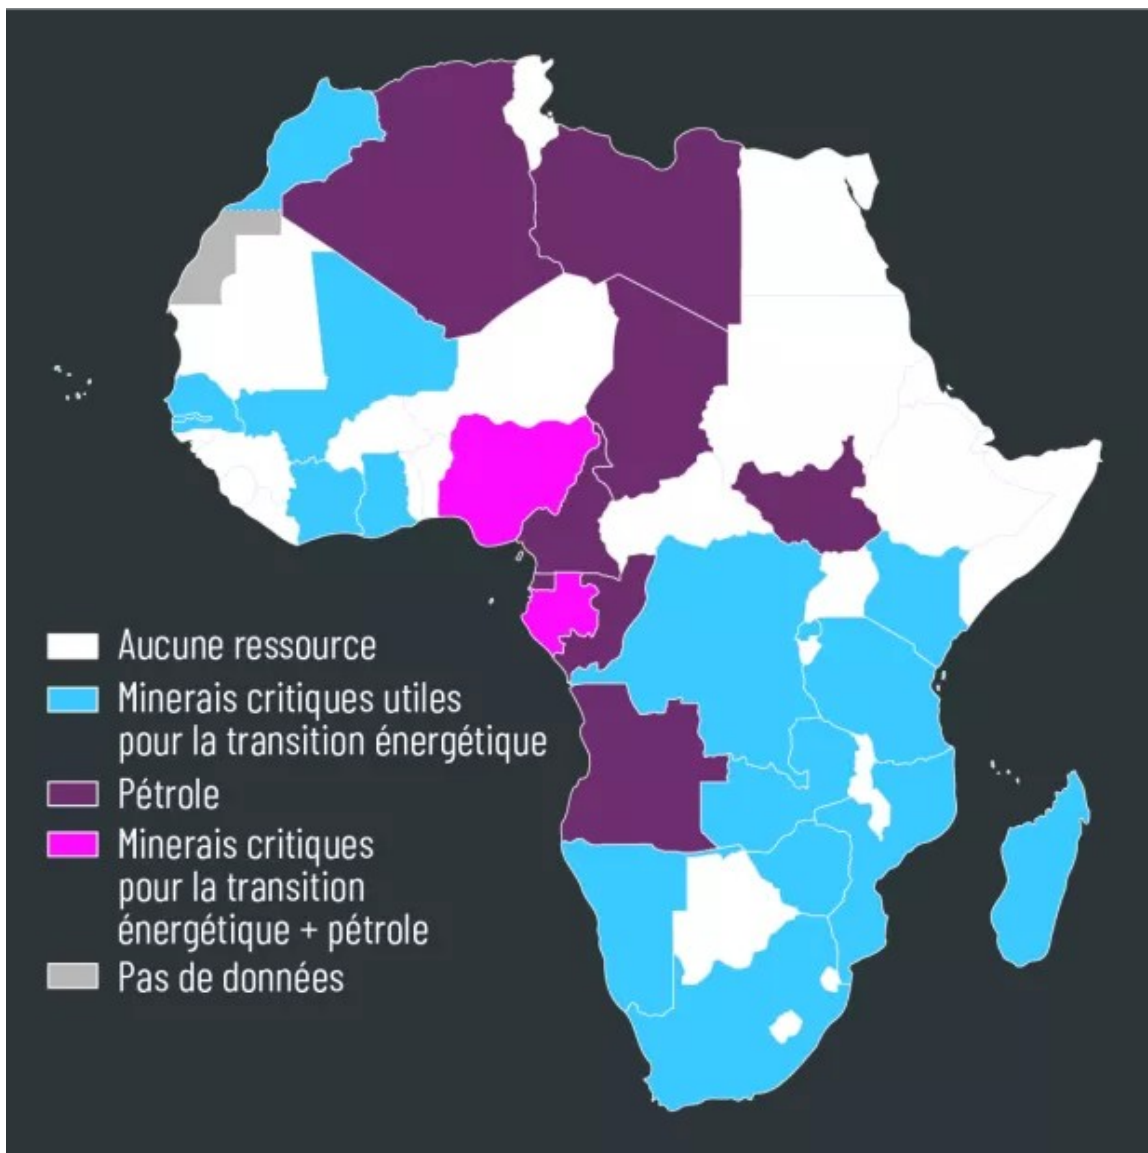 Aucune ressource
Minerais critiques utiles
pour la transition énergétique
Pétrole
Minerais critiques
pour la transition
énergétique + pétrole
Pas de données